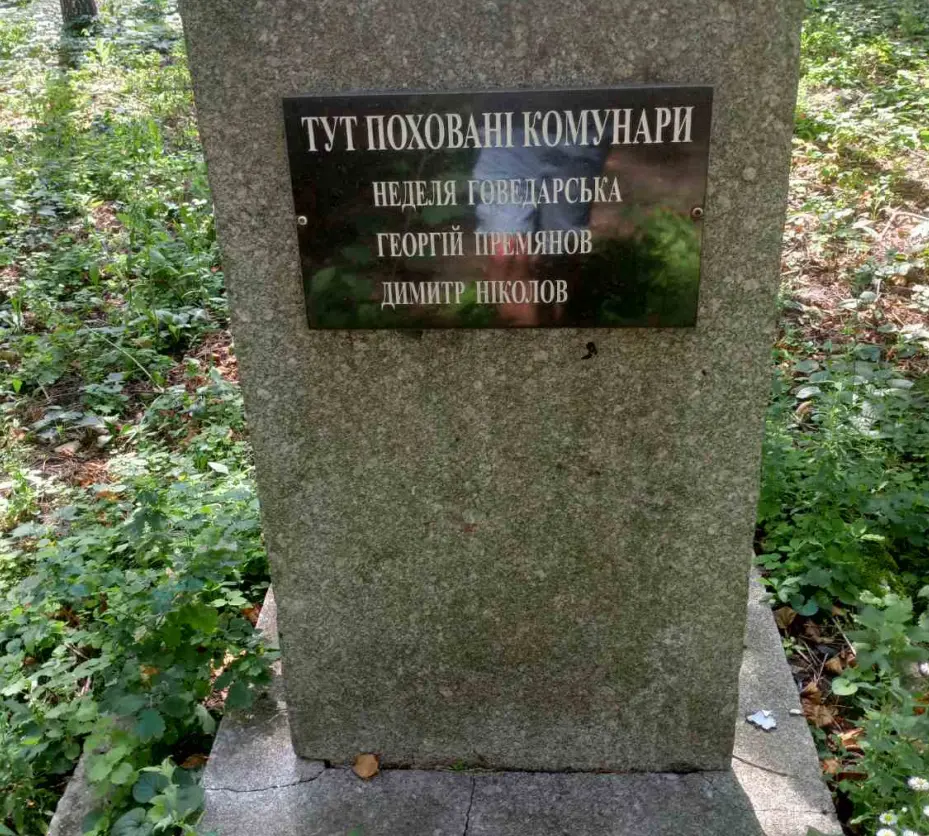 ТУТ ПОХОВАНІ КОМУНАРИ
НЕДЕЛЯ ГОВЕДАРСЬКА
ГЕОРГІЙ ПРЕМЯНОВ
ДИМИТР НІКОЛОВ